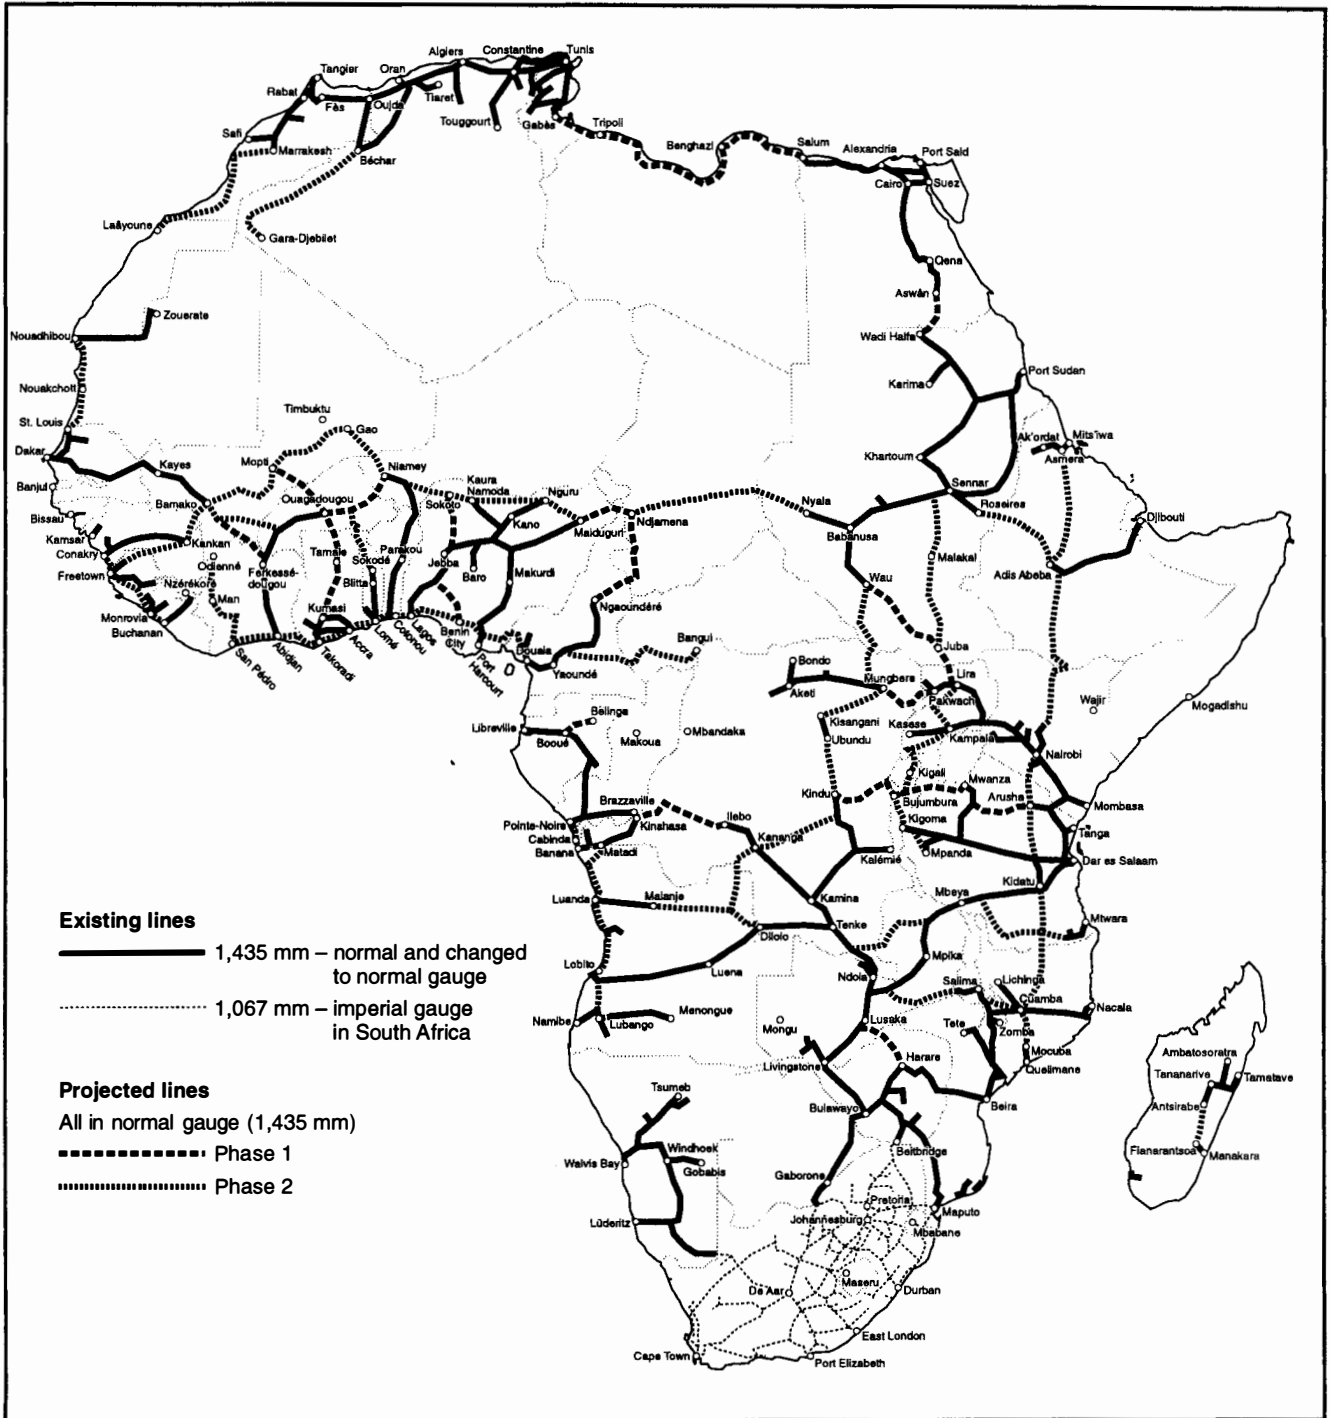 Algiers
Constantine
Tunis
Tangier
Oran
Rabat
Fès
Oujda
Tiaret
Touggourt
Gabès
Tripoli
Safi
Marrakesh
Béchar
Benghazi
Salum
Alexandria
Port Said
Cairo
Suez
Laâyoune
Gara-Djebilet
Qena
Aswân
Zouerate
Nouadhibou
Wadi Halfa
Nouakchott
Karima
Port Sudan
Timbuktu
St. Louis
Gao
Ak'ordat
Mits'iwa
Asmera
Dakar
Kayes
Mopti
Niamey
Khartoum
Banjul
Bamako
Ouagadougou
Kaura
Namoda
Nguru
Sokoto
Sennar
Nyala
Roseires
Bissau
Kano
Maiduguri
Ndjamena
Djibouti
Kamsar
Conakry
Kankan
Odienné
Tamale
Parakou
Sokodé
Jebba
Babanusa
Malakal
Freetown
Nzérékoré
Ferkessé-
dougou
Blitta
Baro
Makurdi
Wau
Adis Abeba
Monrovia
Buchanan
Man
Kumasi
Ngaoundéré
San Pédro
Abidjan
Takoradi
Accra
Lomé
Cotonou
Lagos
Benin
City
Port
Harcourt
Douala
Yaoundé
Bangui
Juba
Bondo
Aketi
Mungbere
Lira
Pakwach
Wajir
Mogadishu
Libreville
Belinga
Booué
Makoua
Mbandaka
Kisangani
Ubundu
Kasese
Kampala
Nairobi
Kigali
Mwanza
Kindu
Bujumbura
Arusha
Mombasa
Brazzaville
Pointe-Noire
Kinshasa
Ilebo
Kigoma
Tanga
Cabinda
Banana
Matadi
Kananga
Kalémié
Mpanda
Dar es Salaam
Kidatu
Luanda
Malanje
Kamina
Mbeya
Mtwara
Dilolo
Tenke
Lobito
Luena
Ndola
Mpika
Salima
Lichinga
Cuamba
Nacala
Namibe
Lubango
Menongue
Mongu
Lusaka
Tete
Zomba
Mocuba
Quelimane
Ambatosoratra
Livingstone
Harare
Tananarive
Tamatave
Tsumeb
Bulawayo
Beira
Antsirabe
Walvis Bay
Windhoek
Gobabis
Beitbridge
Fianarantsoa
Manakara
Gaborone
Pretoria
Lüderitz
Johannesburg
Maputo
Mbabane
De Aar
Maseru
Durban
East London
Cape Town
Port Elizabeth
Existing lines
1,435 mm – normal and changed
to normal gauge
1,067 mm – imperial gauge
in South Africa
Projected lines
All in normal gauge (1,435 mm)
Phase 1
Phase 2